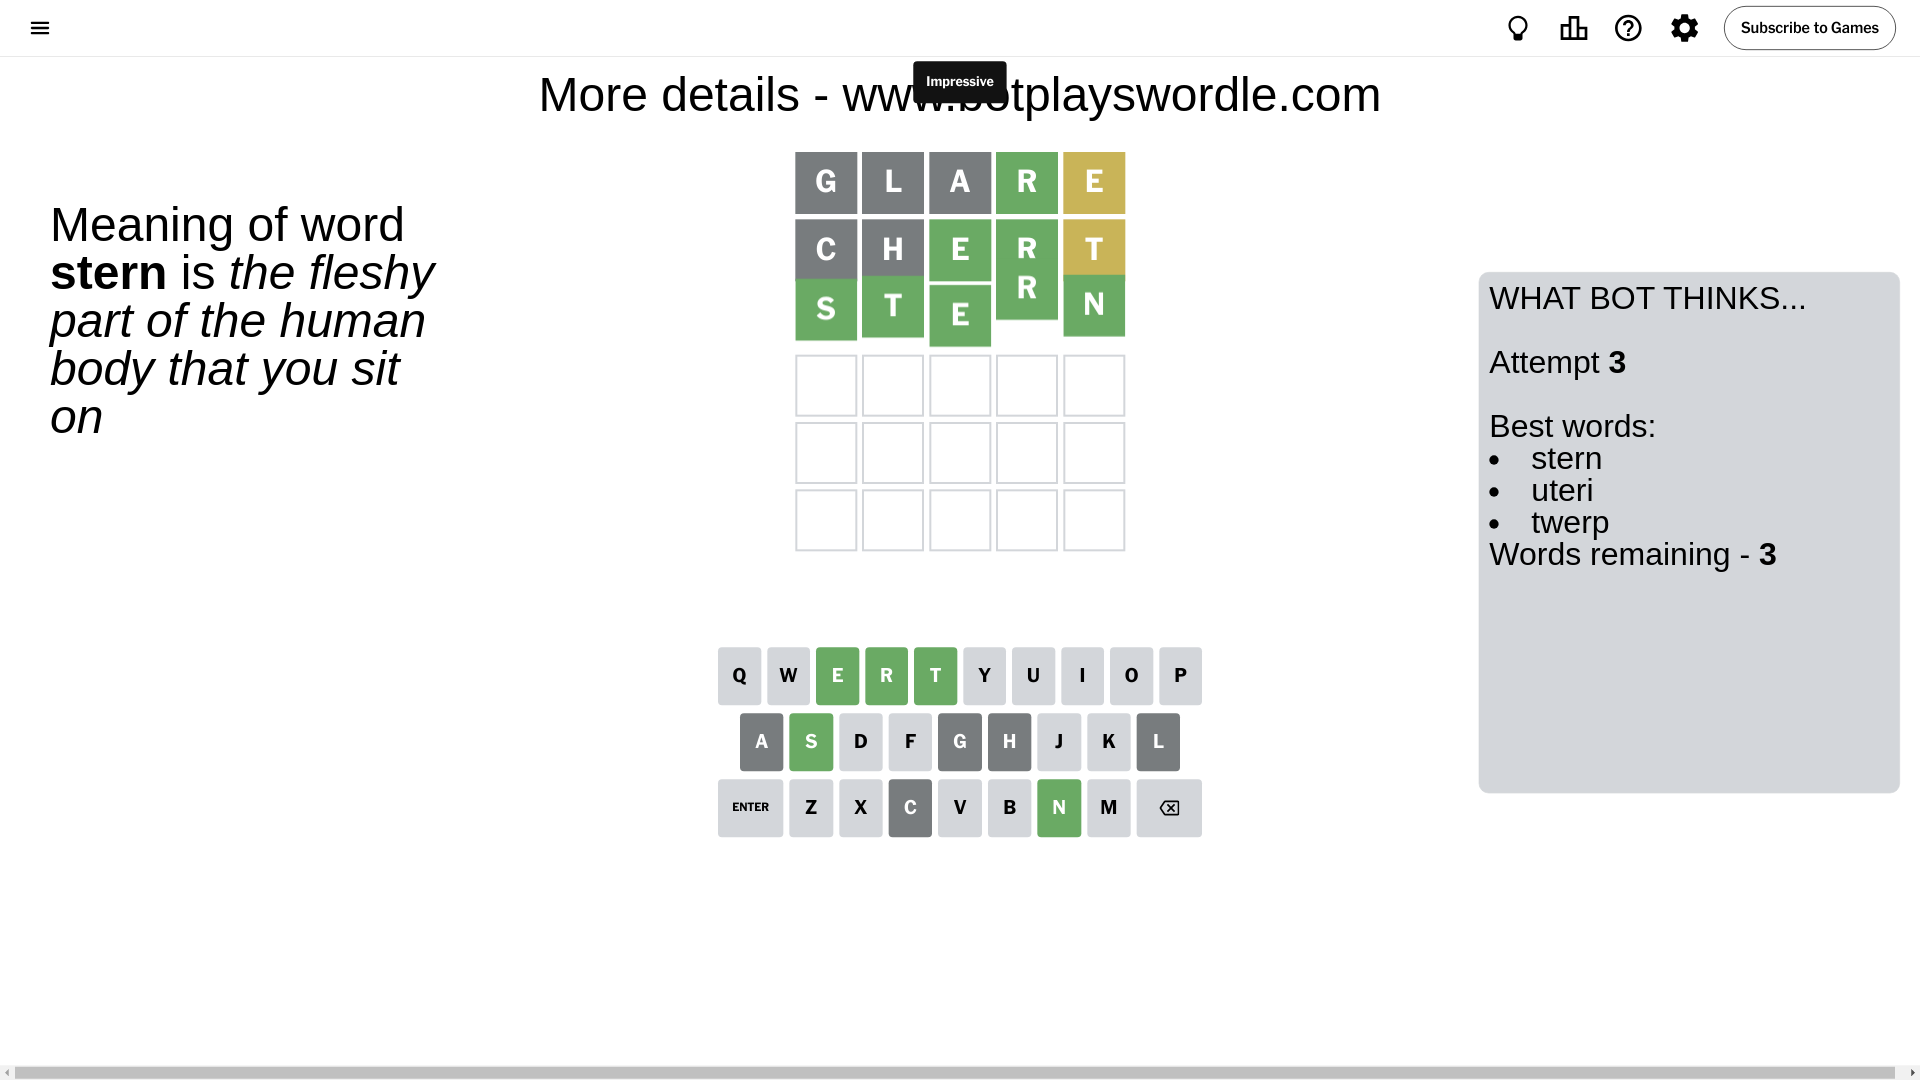 Subscribe to Games
Impressive
More details - www.botplayswordle.com
Meaning of word
stern is the fleshy
part of the human
body that you sit
on
G L A R E
C H E R T
S T E R N
WHAT BOT THINKS...
Attempt 3
Best words:
• stern
• uteri
• twerp
Words remaining - 3
Q W E R T Y U I O P
A S D F G H J K L
ENTER Z X C V B N M